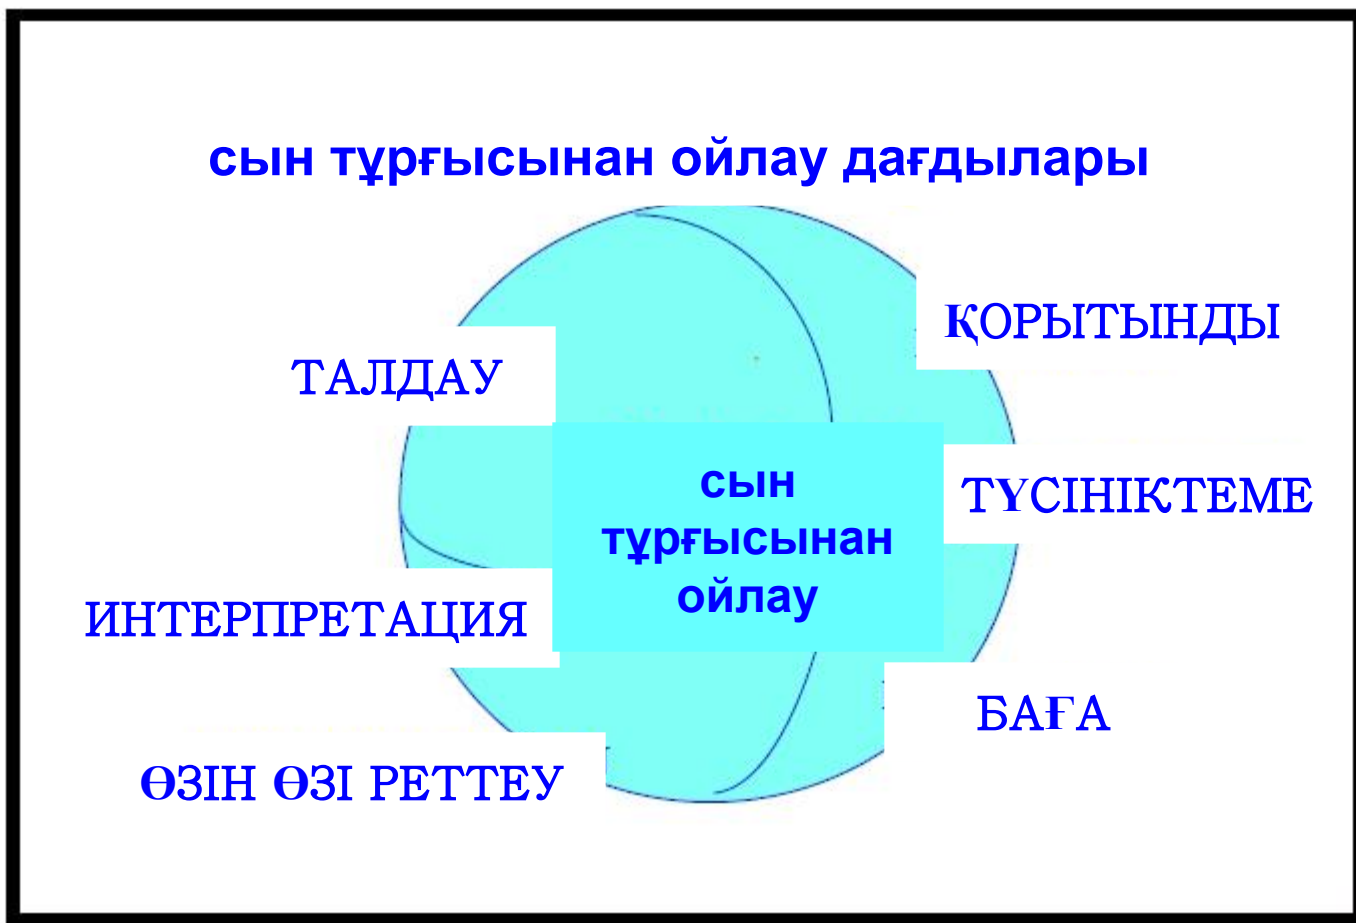 сын тұрғысынан ойлау дағдылары
ҚОРЫТЫНДЫ
ТАЛДАУ
сын
тұрғысынан
ойлау
ТҮСІНІКТЕМЕ
ИНТЕРПРЕТАЦИЯ
БАҒА
ӨЗІН ӨЗІ РЕТТЕУ